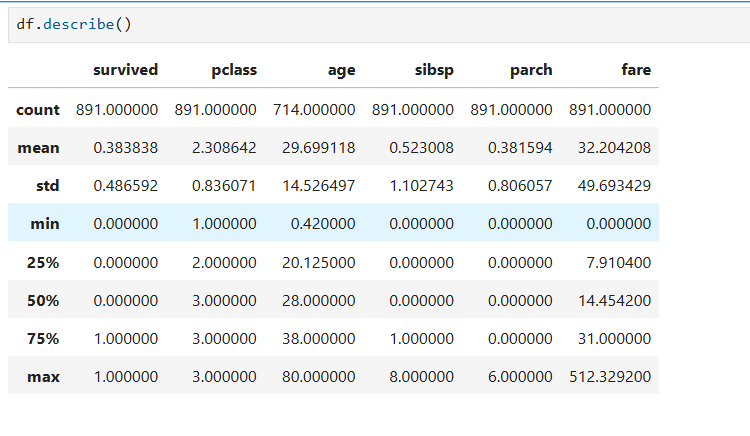 df.describe()
survived pclass age sibsp parch fare
count 891.000000 891.000000 714.000000 891.000000 891.000000 891.000000
mean 0.383838 2.308642 29.699118 0.523008 0.381594 32.204208
std 0.486592 0.836071 14.526497 1.102743 0.806057 49.693429
min 0.000000 1.000000 0.420000 0.000000 0.000000 0.000000
25% 0.000000 2.000000 20.125000 0.000000 0.000000 7.910400
50% 0.000000 3.000000 28.000000 0.000000 0.000000 14.454200
75% 1.000000 3.000000 38.000000 1.000000 0.000000 31.000000
max 1.000000 3.000000 80.000000 8.000000 6.000000 512.329200